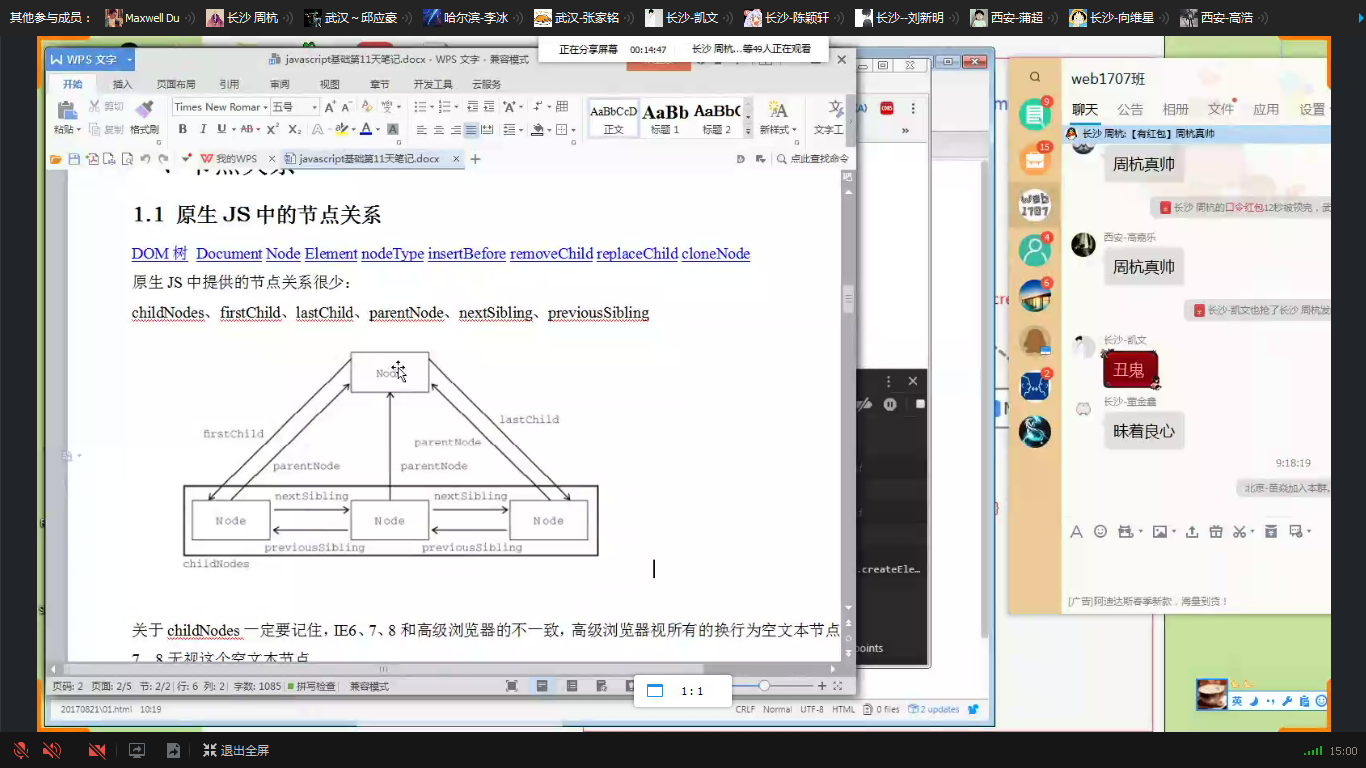 其他参与成员： Maxwell Du 长沙 周杭 武汉～邱应豪 哈尔滨-李冰 武汉-张家铭 长沙-凯文 长沙-陈颖轩 长沙--刘新明 西安-蒲超 长沙-向维星 西安-高浩
正在分享屏幕 00:14:47 长沙 周杭...等49人正在观看
WPS 文字 javascript基础第11天笔记.docx - WPS 文字 - 兼容模式
开始 插入 页面布局 引用 审阅 视图 章节 开发工具 云服务
粘贴 剪切 复制 格式刷
Times New Romar 五号
AaBbCcD AaBb AaBb(
正文 标题 1 标题 2 新样式 文字工
我的WPS javascript基础第11天笔记.docx 点此查找命令
1.1 原生 JS 中的节点关系
DOM 树 Document Node Element nodeType insertBefore removeChild replaceChild cloneNode
原生 JS 中提供的节点关系很少：
childNodes、firstChild、lastChild、parentNode、nextSibling、previousSibling
Node
firstChild
lastChild
parentNode
parentNode
parentNode
nextSibling nextSibling
Node Node Node
previousSibling previousSibling
childNodes
关于 childNodes 一定要记住，IE6、7、8 和高级浏览器的不一致，高级浏览器视所有的换行为空文本节点
7、8 无视这个空文本节点
页码: 2 页面: 2/5 节: 2/2 行: 6 列: 2 字数: 1085 拼写检查 兼容模式
1:1
20170821\01.html 10:19 CRLF Normal UTF-8 HTML 0 files 2 updates
.createEle…
points
web1707班
聊天 公告 相册 文件 应用 设置
长沙 周杭:【有红包】周杭真帅
周杭真帅
长沙 周杭的口令红包12秒被领完，武
西安-高嘉乐
周杭真帅
长沙-凯文也抢了长沙 周杭发
长沙-凯文
丑鬼
长沙-董金鑫
昧着良心
9:18:19
北京-苗焱加入本群。
[广告]阿迪达斯春季新款，海量到货！
9
15
web
1707
4
6
2
英
退出全屏 15:00